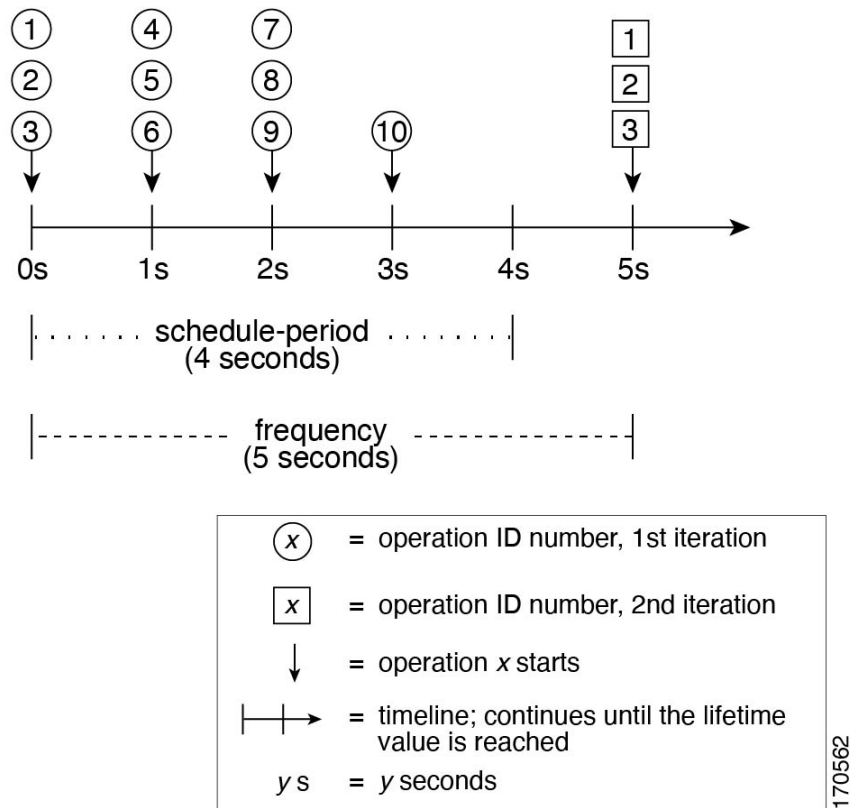 1 4 7 1
2 5 8 2
3 6 9 10 3
0s 1s 2s 3s 4s 5s
schedule-period
(4 seconds)
frequency
(5 seconds)
x = operation ID number, 1st iteration
x = operation ID number, 2nd iteration
= operation x starts
= timeline; continues until the lifetime
value is reached
y s = y seconds
170562